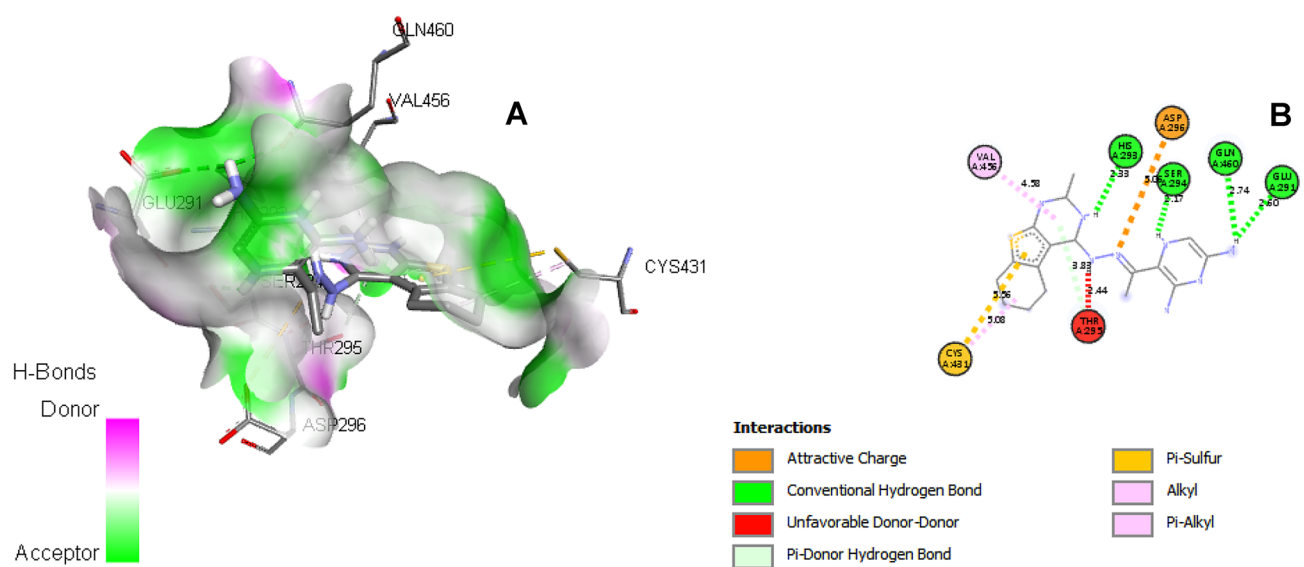 GLN460
VAL456
A
GLU291
CYS431
THR295
ASP296
H-Bonds
Donor
Acceptor
B
ASP
A:296
HIS
A:293
GLN
A:460
VAL
A:456
SER
A:294
GLU
A:291
2.33
5.06
2.74
2.60
4.58
2.17
H
H
H
3.83
2.44
5.56
5.08
THR
A:295
CYS
A:431
Interactions
Attractive Charge
Conventional Hydrogen Bond
Unfavorable Donor-Donor
Pi-Donor Hydrogen Bond
Pi-Sulfur
Alkyl
Pi-Alkyl